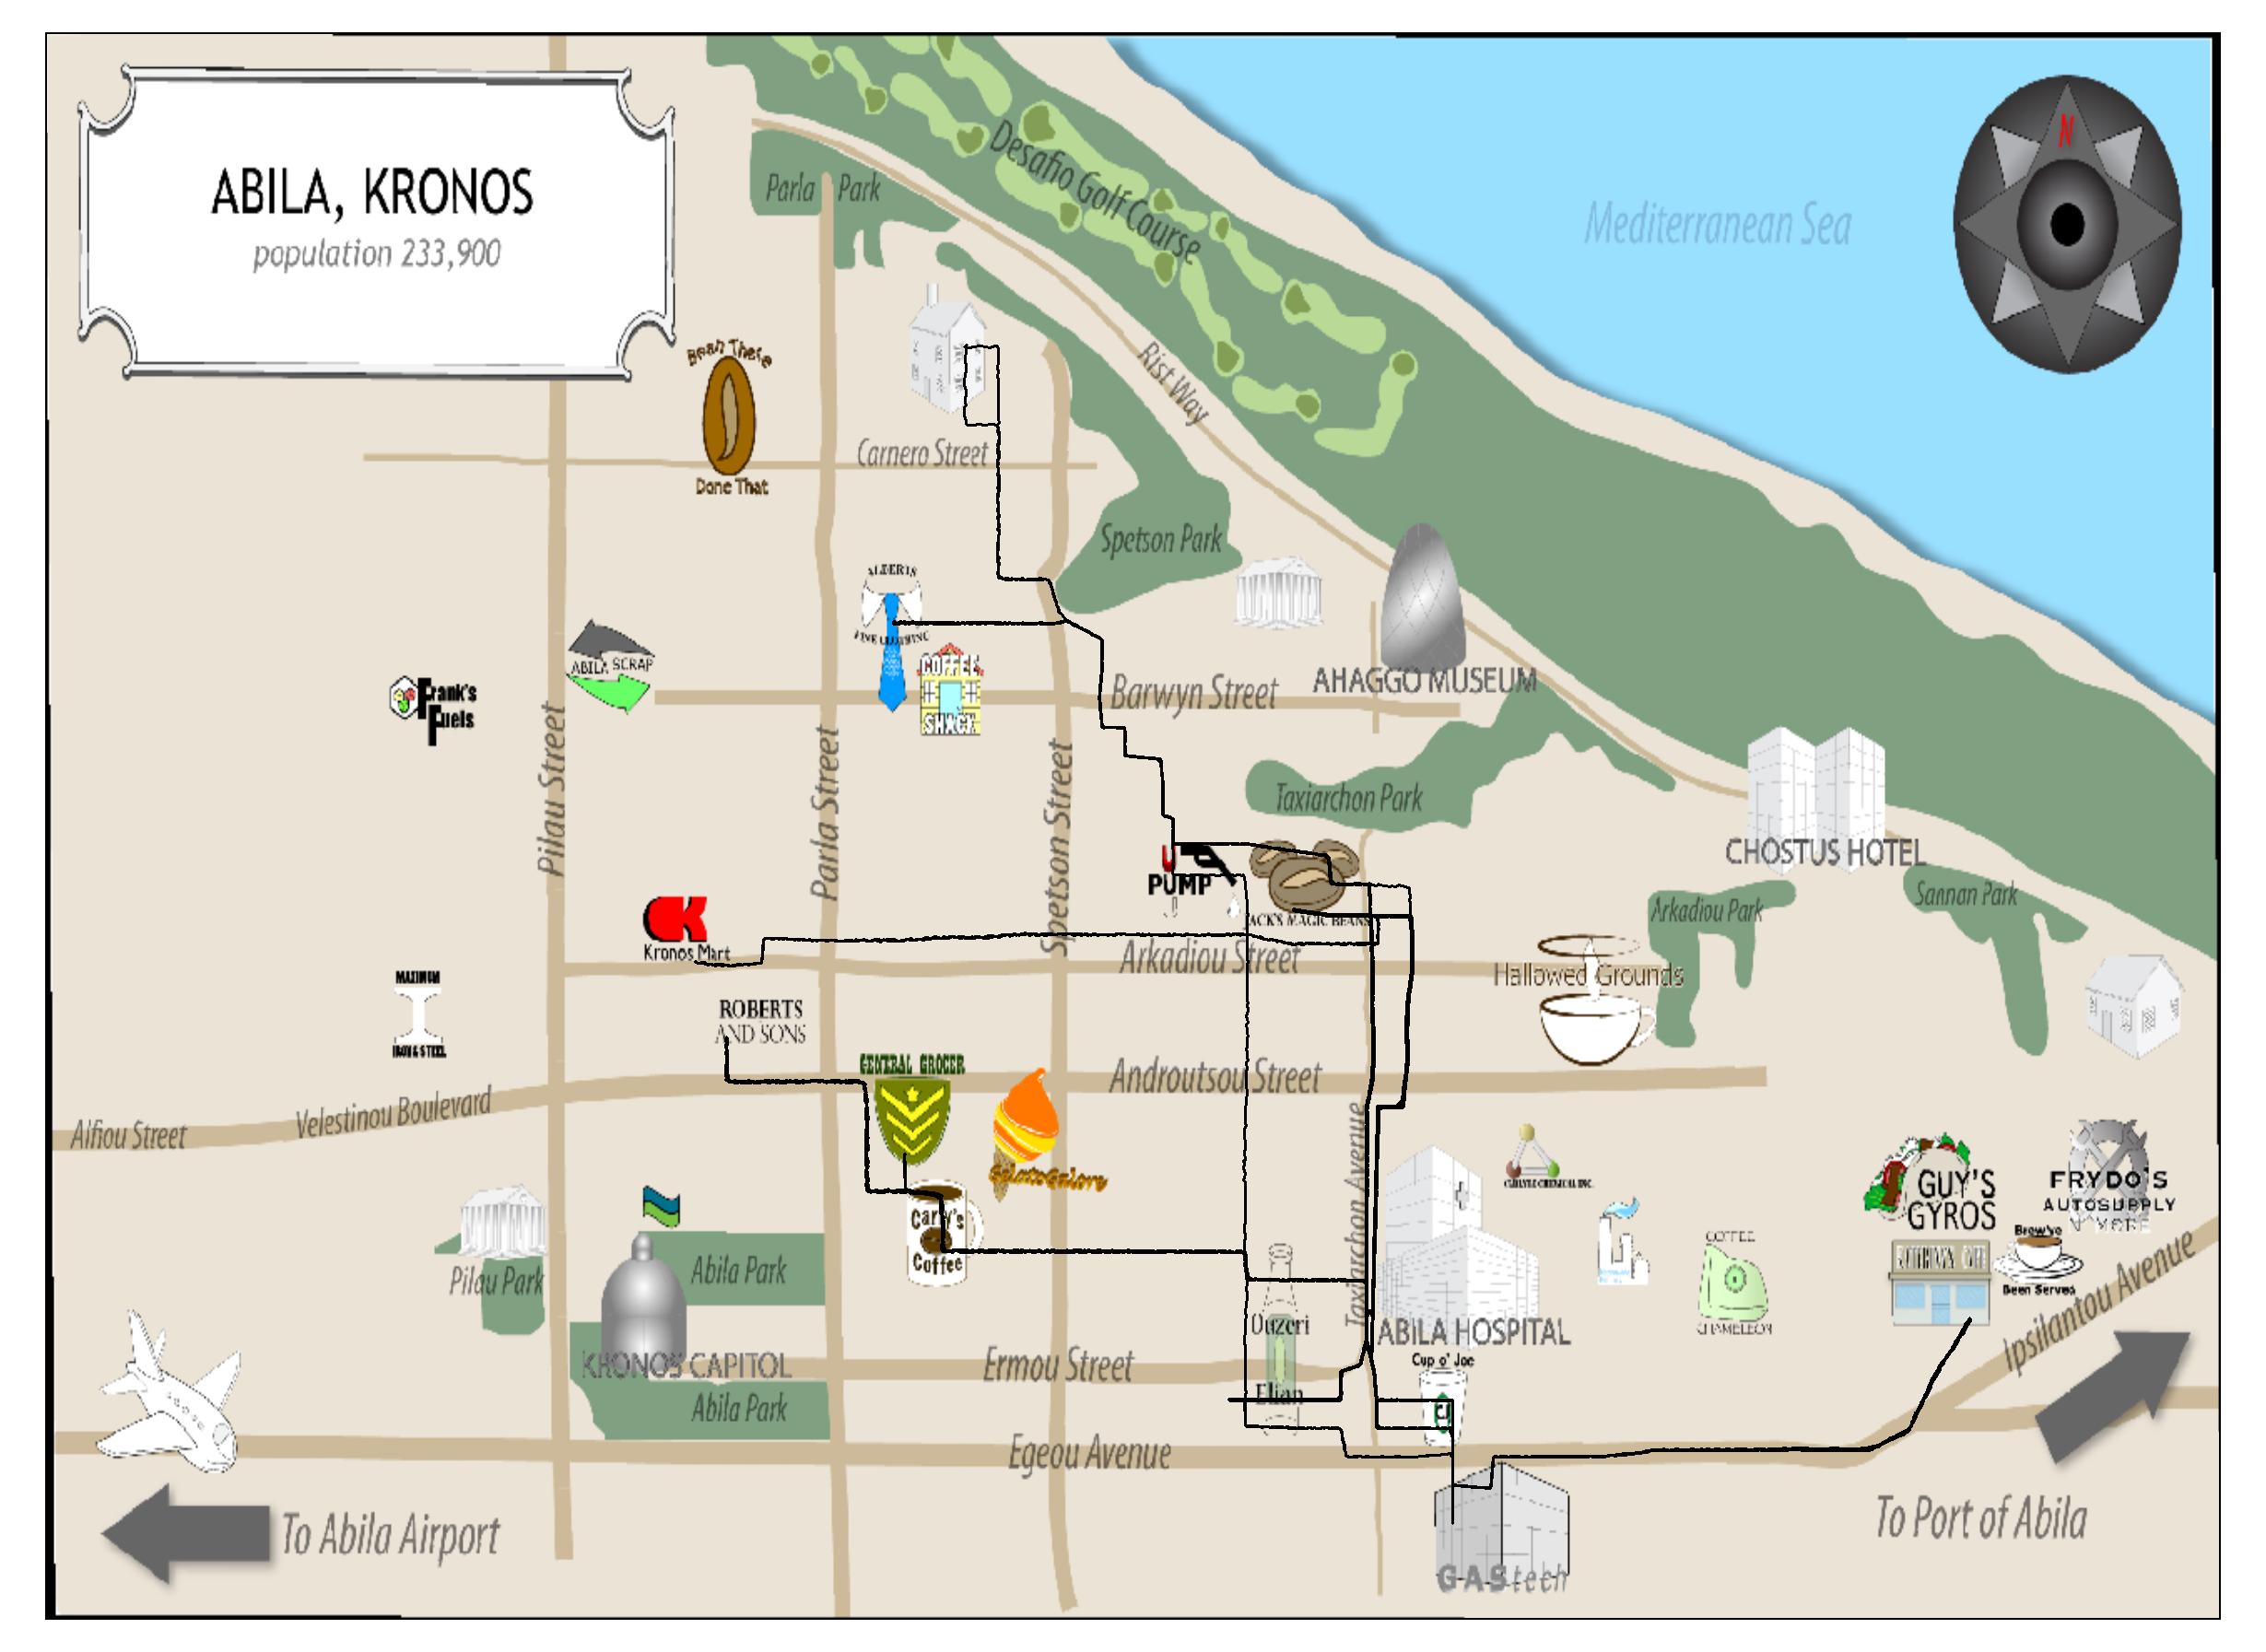 ABILA, KRONOS
population 233,900
N
Mediterranean Sea
Desafio Golf Course
Parla Park
Rist Way
Bean There
Done That
Carnero Street
Spetson Park
ALBERTS
FINE CLOTHING
ABILA SCRAP
Frank's
Fuels
COFFEE
SHACK
Barwyn Street
AHAGGO MUSEUM
Pilau Street
Parla Street
Spetson Street
Taxiarchon Park
CHOSTUS HOTEL
U
PUMP
JACK'S MAGIC BEANS
Arkadiou Park
Sannan Park
Kronos Mart
Arkadiou Street
Hallowed Grounds
MAXIMUM
IRON & STEEL
ROBERTS
AND SONS
GENERAL GROCER
Androutsou Street
Alfiou Street
Velestinou Boulevard
GelatoGalore
Taxiarchon Avenue
GUY'S
GYROS
FRYDO'S
AUTOSUPPLY
N' MORE
Carly's
Coffee
Brew've
Been Served
COFFEE
CHAMELEON
Pilau Park
Abila Park
Ouzeri
Elian
ABILA HOSPITAL
Ipsilantou Avenue
KRONOS CAPITOL
Ermou Street
Cup o' Joe
CJ
Abila Park
Egeou Avenue
To Abila Airport
GAStech
To Port of Abila